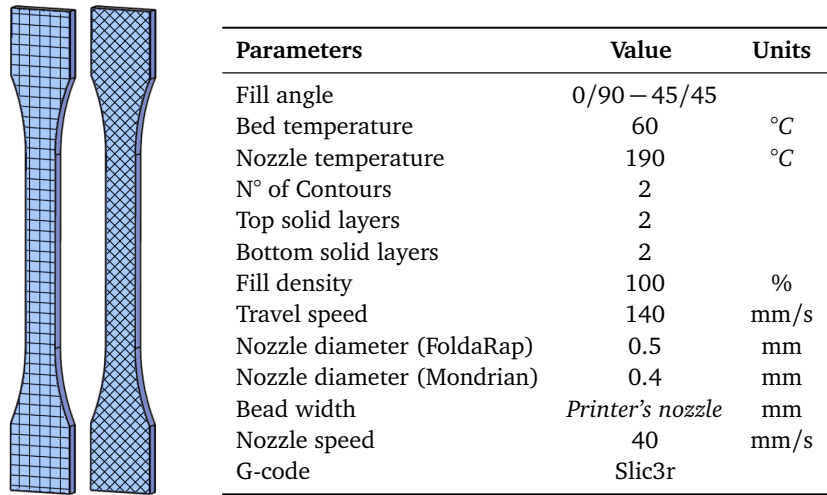 Parameters Value Units
Fill angle 0/90 − 45/45
Bed temperature 60 °C
Nozzle temperature 190 °C
N° of Contours 2
Top solid layers 2
Bottom solid layers 2
Fill density 100 %
Travel speed 140 mm/s
Nozzle diameter (FoldaRap) 0.5 mm
Nozzle diameter (Mondrian) 0.4 mm
Bead width Printer's nozzle mm
Nozzle speed 40 mm/s
G-code Slic3r